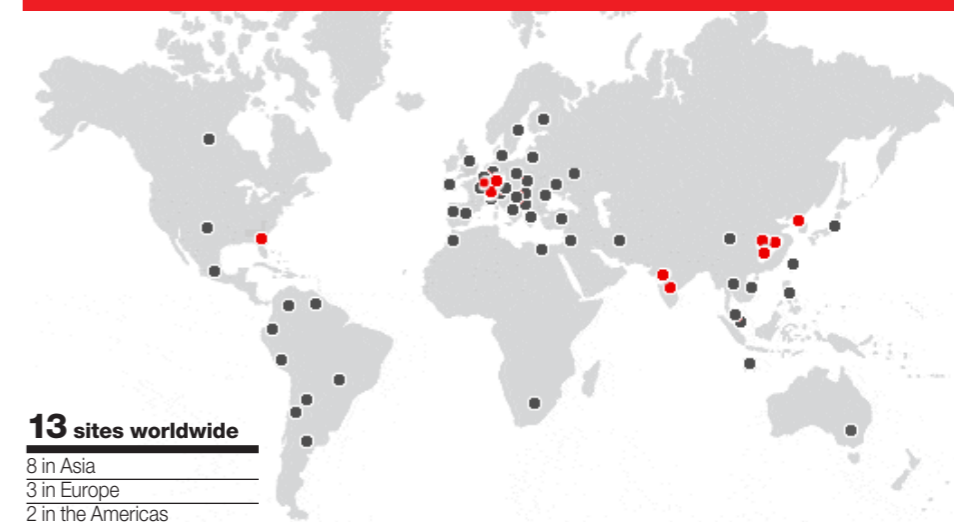 13 sites worldwide
8 in Asia
3 in Europe
2 in the Americas